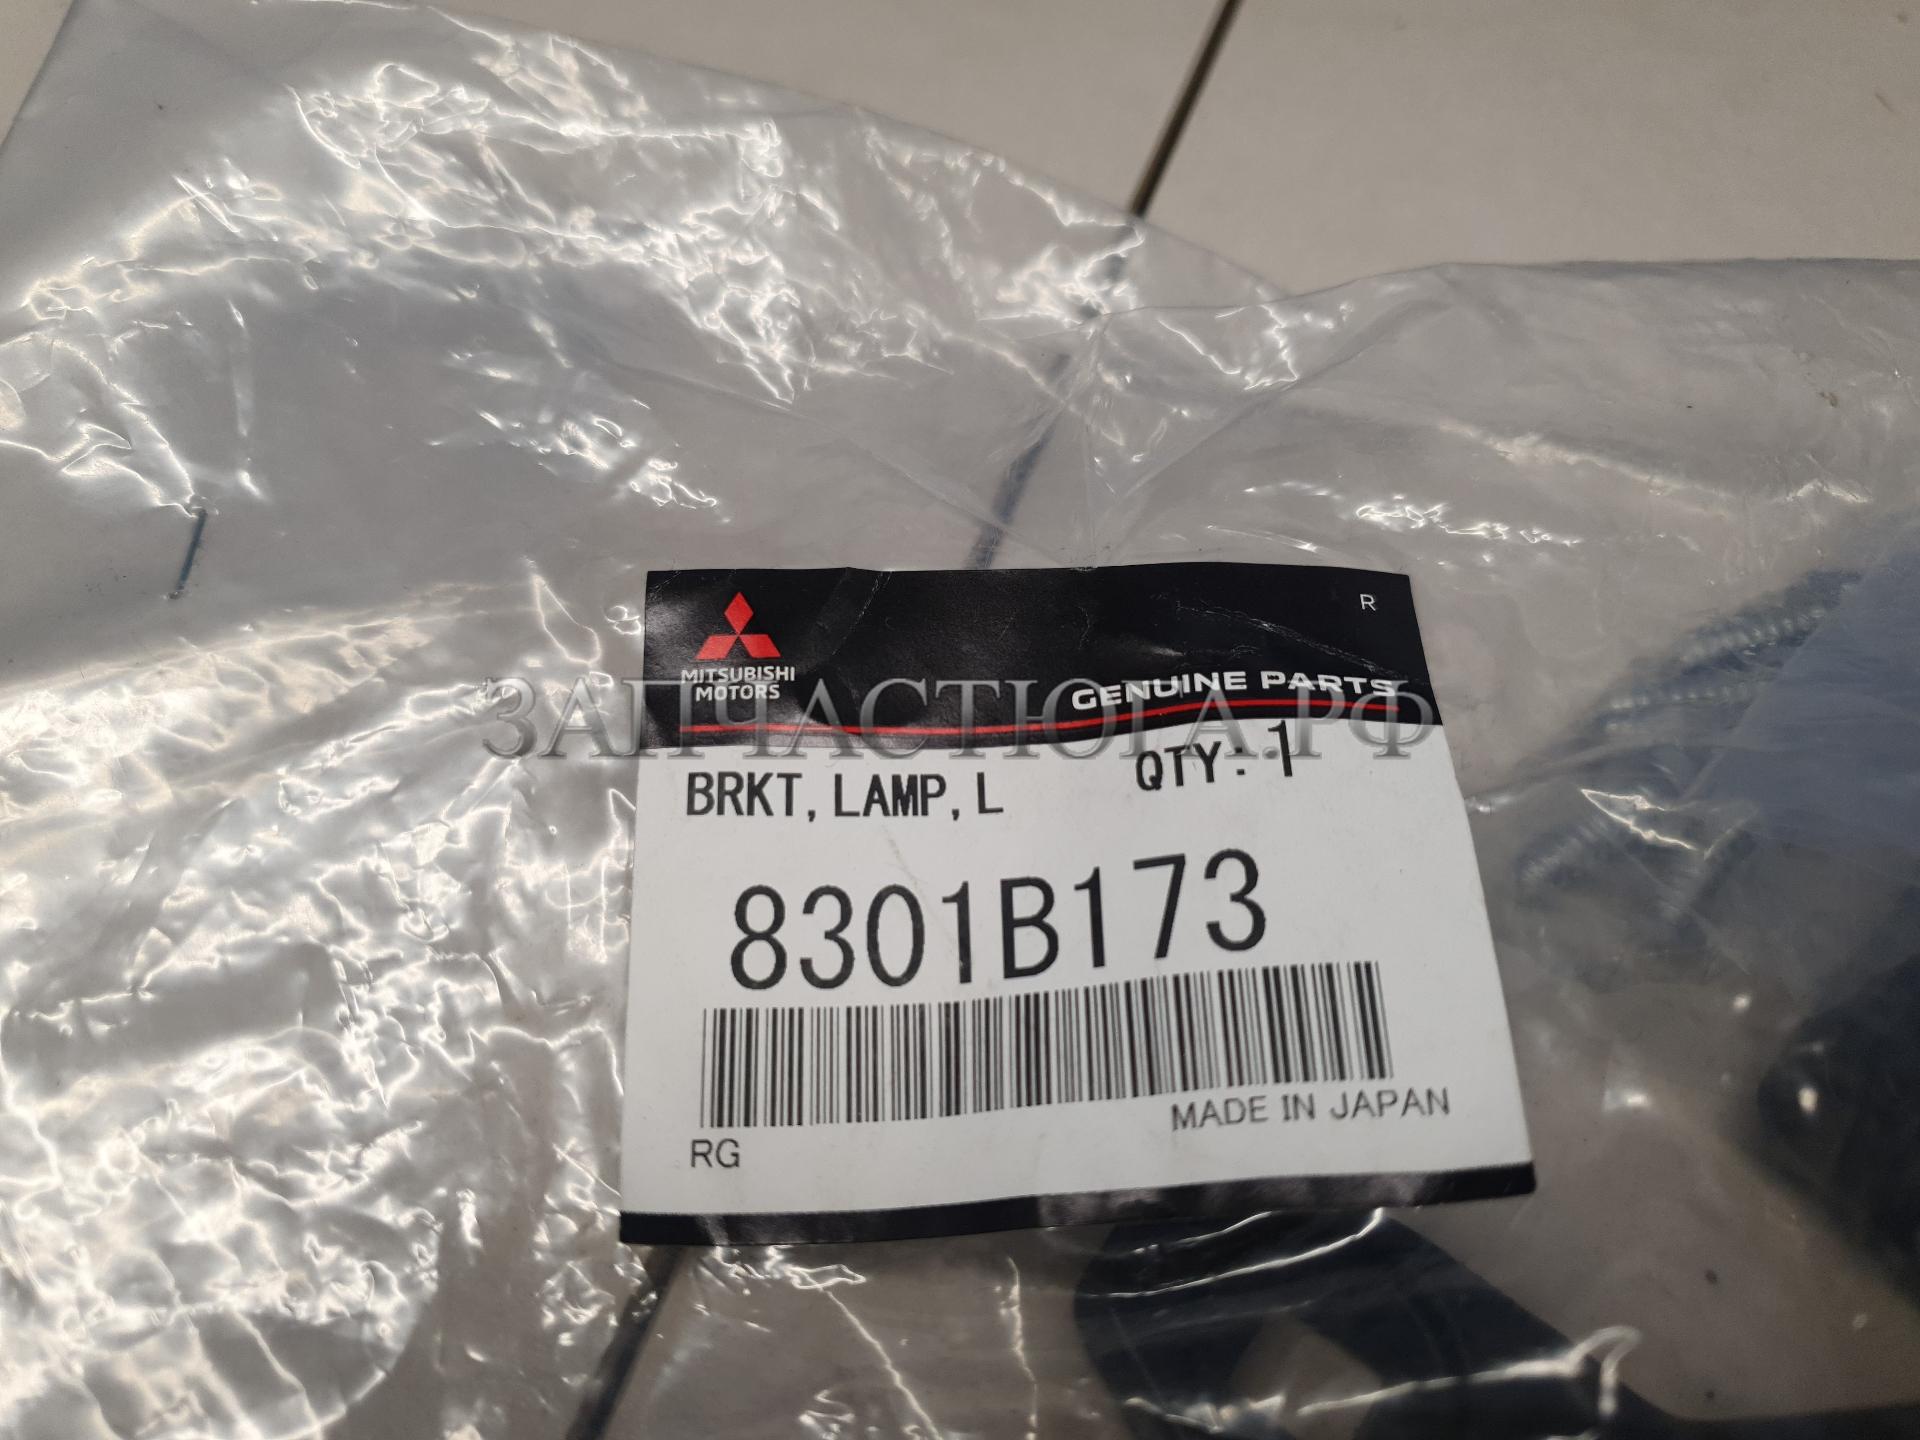 R
MITSUBISHI
MOTORS
GENUINE PARTS
ЗАПЧАСТЮГА.РФ
BRKT, LAMP, L
QTY: 1
8301B173
MADE IN JAPAN
RG